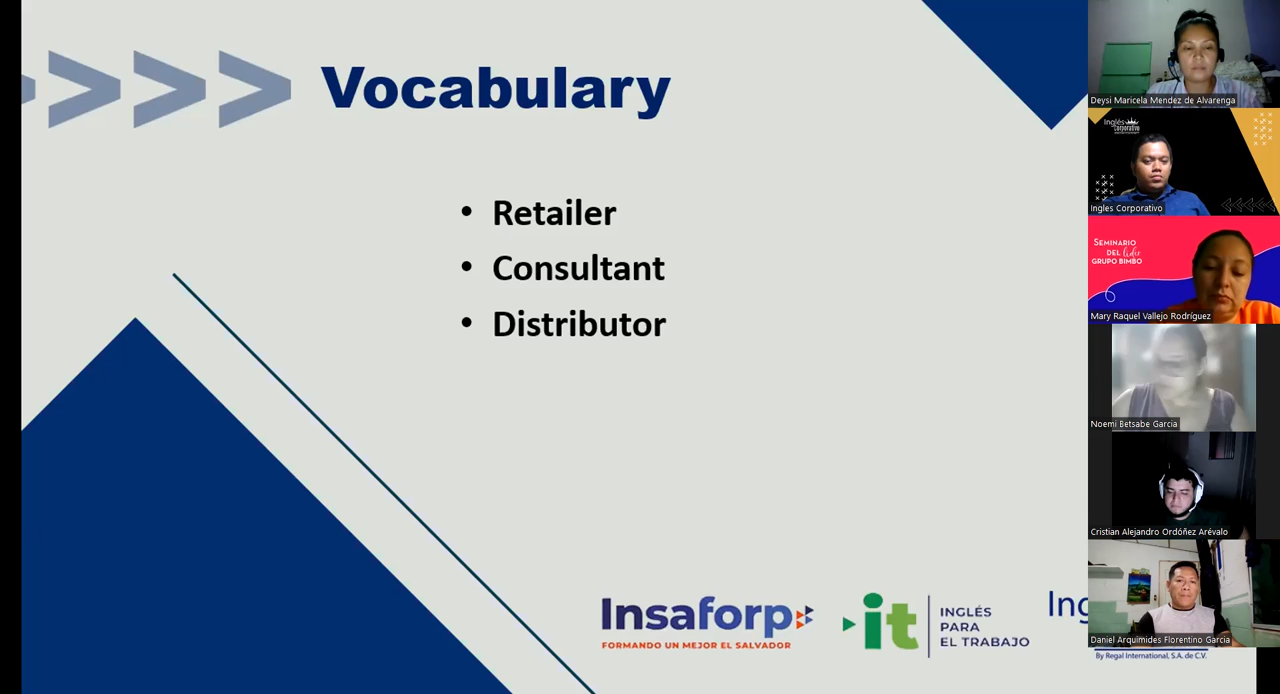 Vocabulary
• Retailer
• Consultant
• Distributor
Insaforp
FORMANDO UN MEJOR EL SALVADOR
it
INGLÉS
PARA
EL TRABAJO
By Regal International, S.A. de C.V.
Deysi Maricela Mendez de Alvarenga
Inglés
Corporativo
Ingles Corporativo
SEMINARIO
DEL líder
GRUPO BIMBO
Mary Raquel Vallejo Rodríguez
Noemi Betsabe Garcia
Cristian Alejandro Ordóñez Arévalo
Daniel Arquimides Florentino Garcia